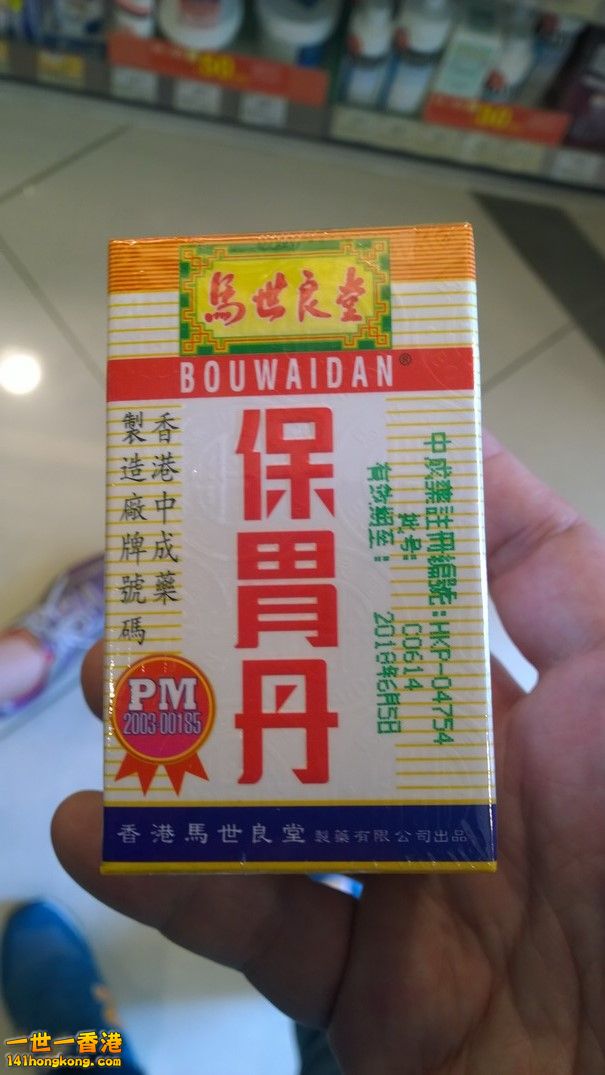 馬世良堂
BOUWAIDAN®
香港中成藥
製造廠牌號碼
保胃丹
中成藥註冊編號：HKP-04754
批号： C0614
有效期至： 2018年6月5日
PM
2003-00185
香港馬世良堂 製藥有限公司出品
一世一香港
141hongkong.com